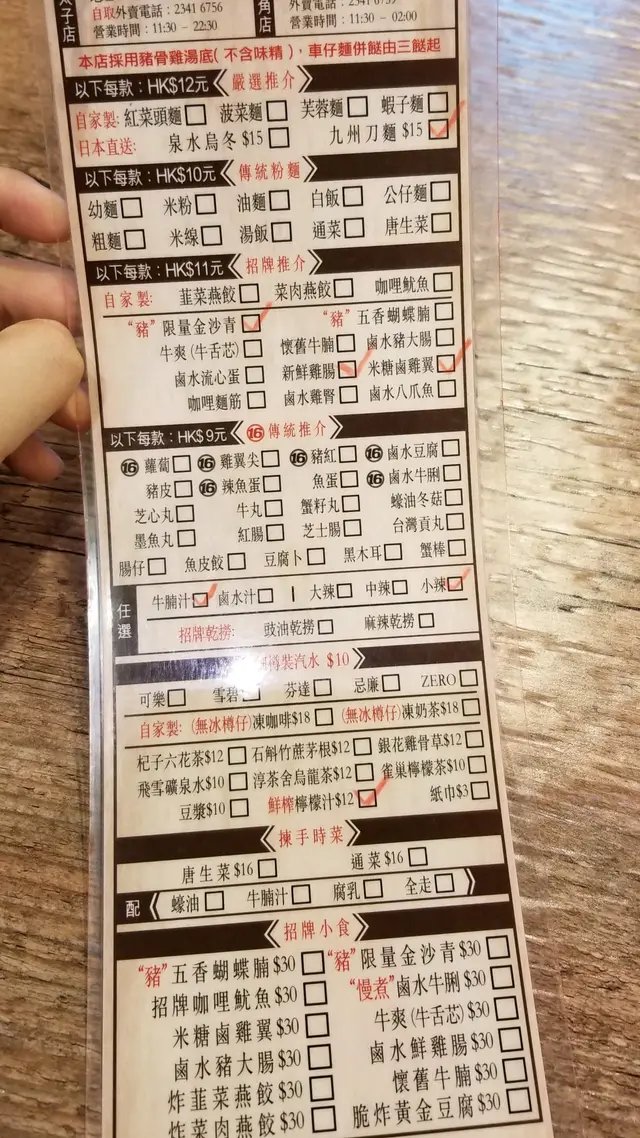 自取外賣電話：2341 6756
營業時間：11:30 – 22:30
子店
外賣電話：2341
營業時間：11:30 – 02:00
角店
本店採用豬骨雞湯底(不含味精)，車仔麵併餸由三餸起
以下每款：HK$12元 嚴選推介
自家製: 紅菜頭麵 菠菜麵 芙蓉麵 蝦子麵
日本直送: 泉水烏冬 $15 九州刀麵 $15
以下每款：HK$10元 傳統粉麵
幼麵 米粉 油麵 白飯 公仔麵
粗麵 米線 湯飯 通菜 唐生菜
以下每款：HK$11元 招牌推介
自家製: 韮菜燕餃 菜肉燕餃 咖哩魷魚
“豬” 限量金沙青 “豬” 五香蝴蝶腩
牛爽 (牛舌芯) 懷舊牛腩 鹵水豬大腸
鹵水流心蛋 新鮮雞腸 米糖鹵雞翼
咖哩麵筋 鹵水雞腎 鹵水八爪魚
以下每款：HK$9元 16 傳統推介
16 蘿蔔 16 雞翼尖 16 豬紅 16 鹵水豆腐
豬皮 16 辣魚蛋 魚蛋 16 鹵水牛脷
芝心丸 牛丸 蟹籽丸 蠔油冬菇
墨魚丸 紅腸 芝士腸 台灣貢丸
腸仔 魚皮餃 豆腐卜 黑木耳 蟹棒
任選
牛腩汁 鹵水汁 | 大辣 中辣 小辣
招牌乾撈: 豉油乾撈 麻辣乾撈
樽裝汽水 $10
可樂 雪碧 芬達 忌廉 ZERO
自家製: (無冰樽仔)凍咖啡$18 (無冰樽仔)凍奶茶$18
杞子六花茶$12 石斛竹蔗茅根$12 銀花雞骨草$12
飛雪礦泉水$10 淳茶舍烏龍茶$12 雀巢檸檬茶$10
豆漿$10 鮮榨檸檬汁$12 紙巾$3
揀手時菜
唐生菜 $16 通菜 $16
配 蠔油 牛腩汁 腐乳 全走
招牌小食
“豬” 五香蝴蝶腩 $30 “豬” 限量金沙青 $30
招牌咖哩魷魚 $30 “慢煮” 鹵水牛脷 $30
米糖鹵雞翼 $30 牛爽 (牛舌芯) $30
鹵水豬大腸 $30 鹵水鮮雞腸 $30
炸韮菜燕餃 $30 懷舊牛腩 $30
炸菜肉燕餃 $30 脆炸黃金豆腐 $30